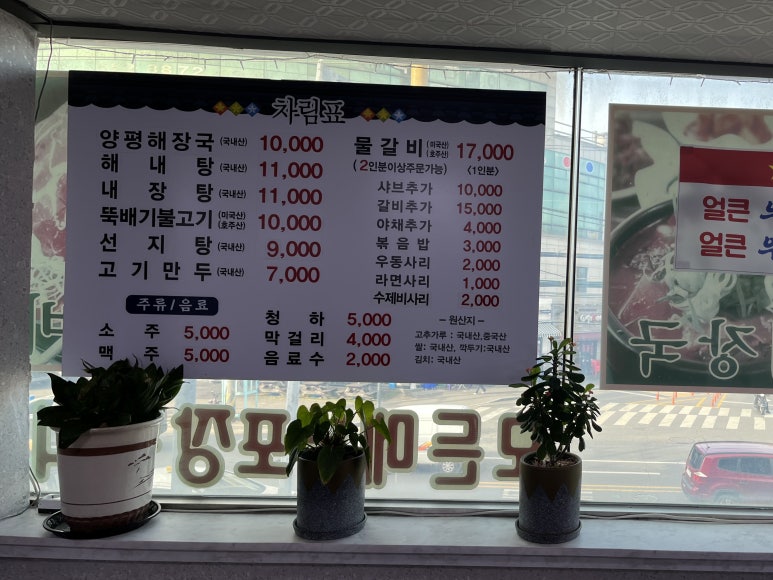 차림표
양평해장국 (국내산) 10,000
해내탕 (국내산) 11,000
내장탕 (국내산) 11,000
뚝배기불고기 (미국산 호주산) 10,000
선지탕 (국내산) 9,000
고기만두 (국내산) 7,000
물갈비 (미국산 호주산) 17,000
(2인분이상주문가능) (1인분)
샤브추가 10,000
갈비추가 15,000
야채추가 4,000
볶음밥 3,000
우동사리 2,000
라면사리 1,000
수제비사리 2,000
주류/음료
소주 5,000
맥주 5,000
청하 5,000
막걸리 4,000
음료수 2,000
- 원산지 -
고추가루 : 국내산,중국산
쌀: 국내산, 깍두기:국내산
김치: 국내산
얼큰
얼큰
장국
모든메
포장